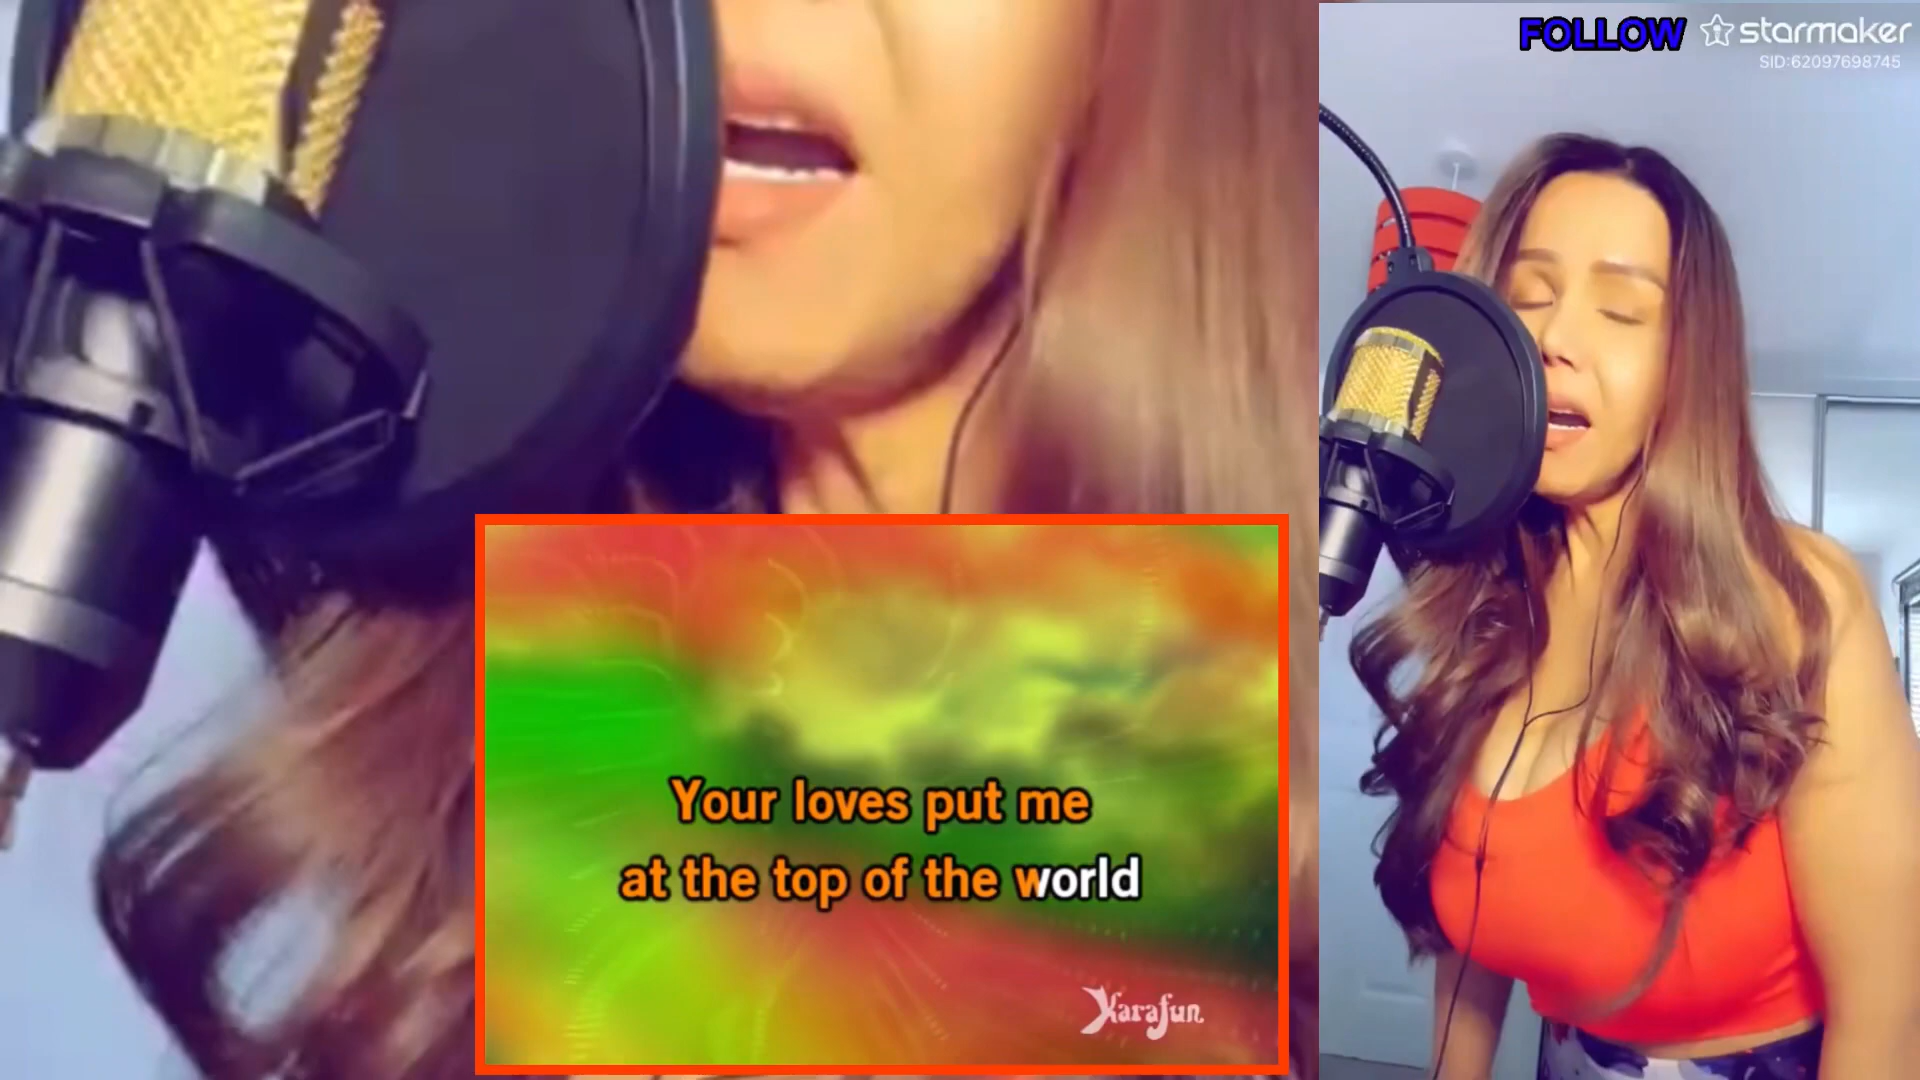 FOLLOW starmaker
SID:62097698745
Your loves put me
at the top of the world
Karafun